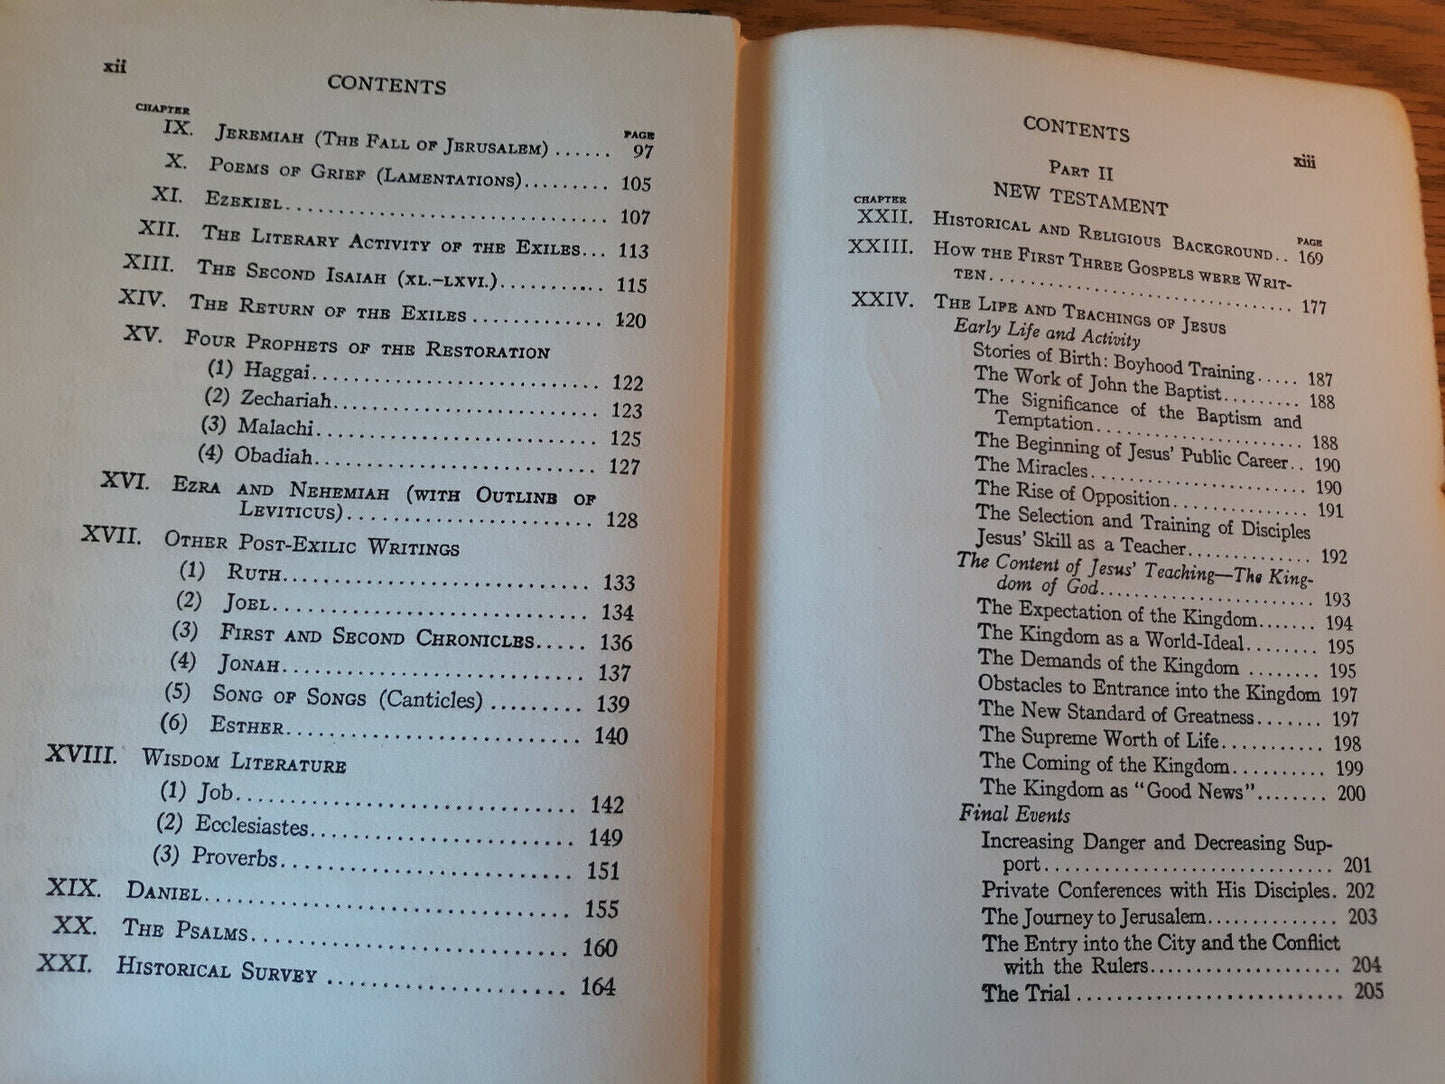 xii
CONTENTS
CHAPTER PAGE
IX. JEREMIAH (THE FALL OF JERUSALEM) ...... 97
X. POEMS OF GRIEF (LAMENTATIONS)......... 105
XI. EZEKIEL................................. 107
XII. THE LITERARY ACTIVITY OF THE EXILES... 113
XIII. THE SECOND ISAIAH (XL.–LXVI.)........... 115
XIV. THE RETURN OF THE EXILES ............. 120
XV. FOUR PROPHETS OF THE RESTORATION
(1) Haggai............................. 122
(2) Zechariah........................... 123
(3) Malachi............................. 125
(4) Obadiah............................. 127
XVI. EZRA AND NEHEMIAH (WITH OUTLINE OF
LEVITICUS)......................... 128
XVII. OTHER POST-EXILIC WRITINGS
(1) RUTH............................... 133
(2) JOEL................................ 134
(3) FIRST AND SECOND CHRONICLES..... 136
(4) JONAH.............................. 137
(5) SONG OF SONGS (Canticles) ......... 139
(6) ESTHER............................. 140
XVIII. WISDOM LITERATURE
(1) Job.................................. 142
(2) Ecclesiastes.......................... 149
(3) Proverbs............................. 151
XIX. DANIEL.................................. 155
XX. THE PSALMS............................. 160
XXI. HISTORICAL SURVEY ...................... 164
CONTENTS
xiii
PART II
NEW TESTAMENT
CHAPTER PAGE
XXII. HISTORICAL AND RELIGIOUS BACKGROUND.. 169
XXIII. HOW THE FIRST THREE GOSPELS WERE WRIT-
TEN................................ 177
XXIV. THE LIFE AND TEACHINGS OF JESUS
Early Life and Activity
Stories of Birth: Boyhood Training..... 187
The Work of John the Baptist......... 188
The Significance of the Baptism and
Temptation........................ 188
The Beginning of Jesus' Public Career.. 190
The Miracles......................... 190
The Rise of Opposition............... 191
The Selection and Training of Disciples
Jesus' Skill as a Teacher.............. 192
The Content of Jesus' Teaching—The King-
dom of God......................... 193
The Expectation of the Kingdom....... 194
The Kingdom as a World-Ideal........ 195
The Demands of the Kingdom ........ 195
Obstacles to Entrance into the Kingdom 197
The New Standard of Greatness....... 197
The Supreme Worth of Life........... 198
The Coming of the Kingdom.......... 199
The Kingdom as "Good News"........ 200
Final Events
Increasing Danger and Decreasing Sup-
port............................... 201
Private Conferences with His Disciples. 202
The Journey to Jerusalem............. 203
The Entry into the City and the Conflict
with the Rulers.................... 204
The Trial ........................... 205